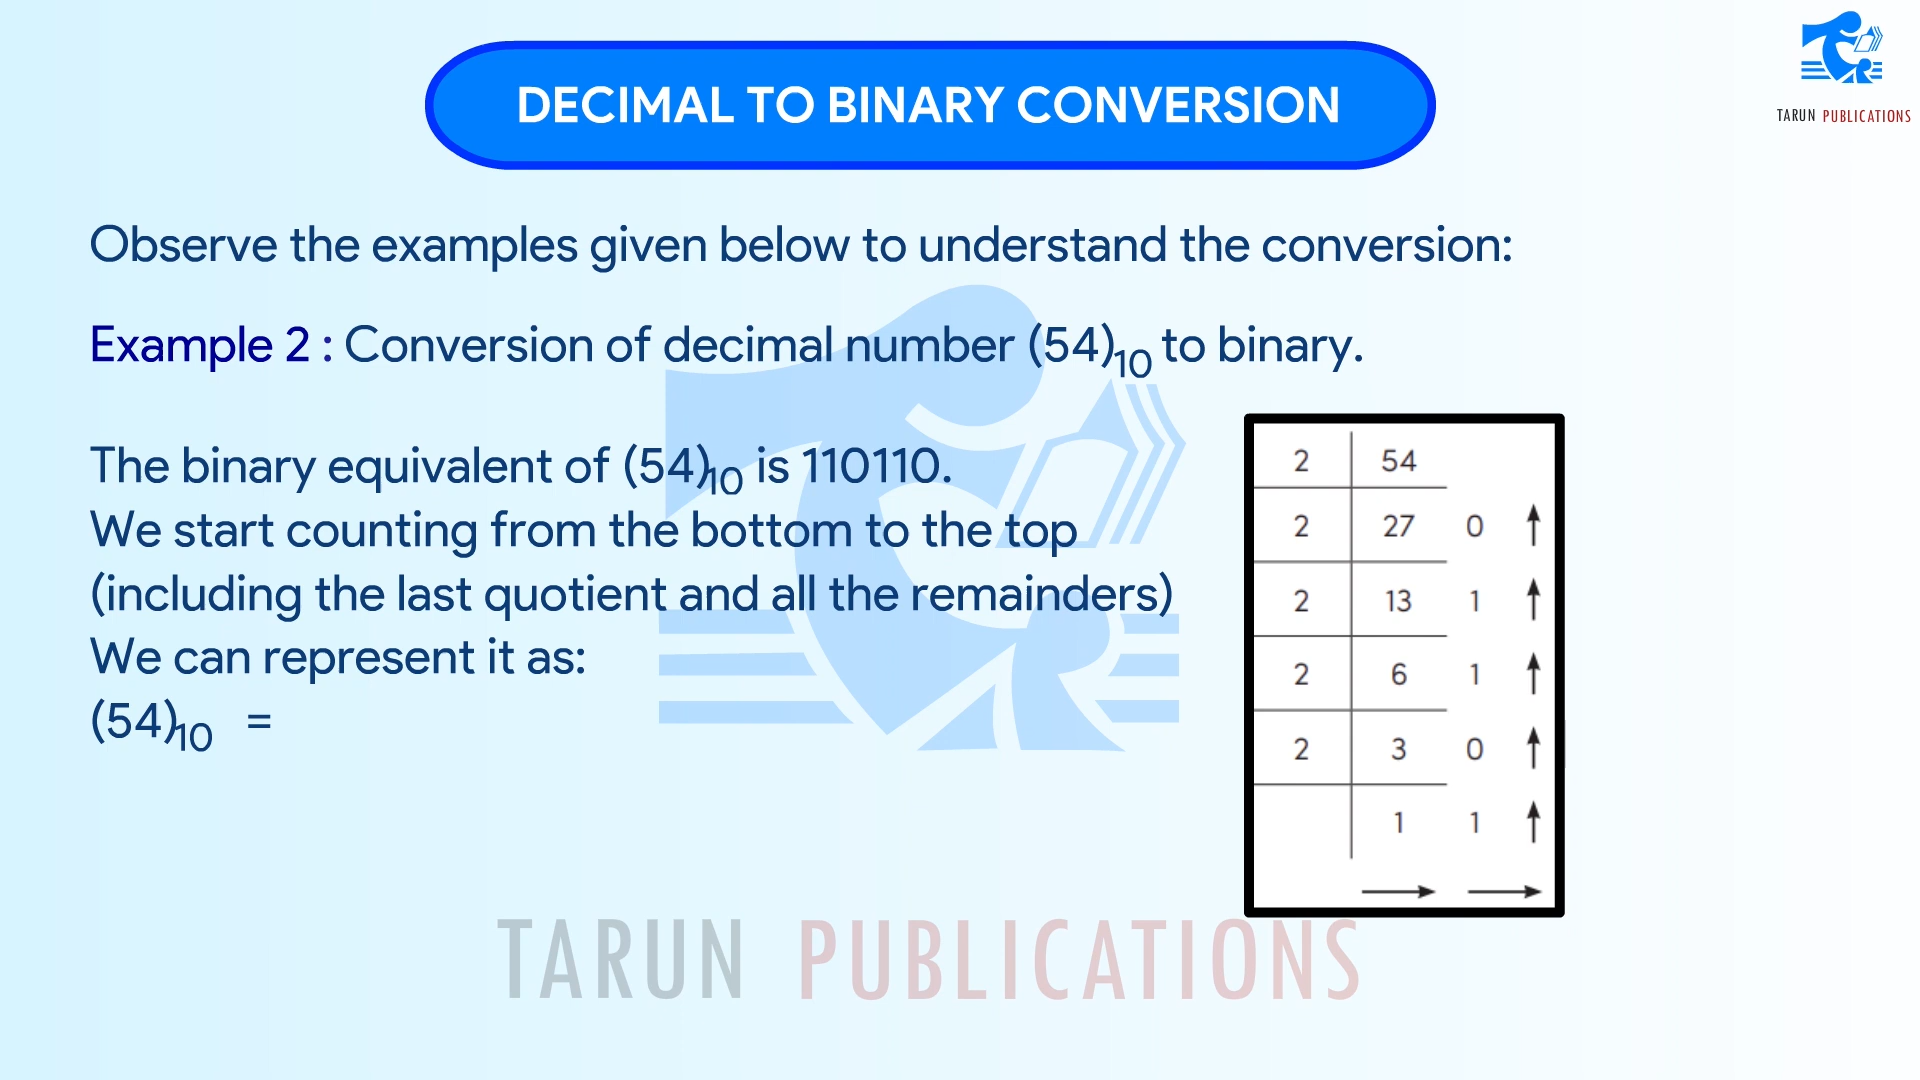 DECIMAL TO BINARY CONVERSION
TARUN PUBLICATIONS
Observe the examples given below to understand the conversion:
Example 2 : Conversion of decimal number (54)₁₀ to binary.
The binary equivalent of (54)₁₀ is 110110.
We start counting from the bottom to the top
(including the last quotient and all the remainders)
We can represent it as:
(54)₁₀ =
2 54
2 27 0
2 13 1
2 6 1
2 3 0
1 1
TARUN PUBLICATIONS